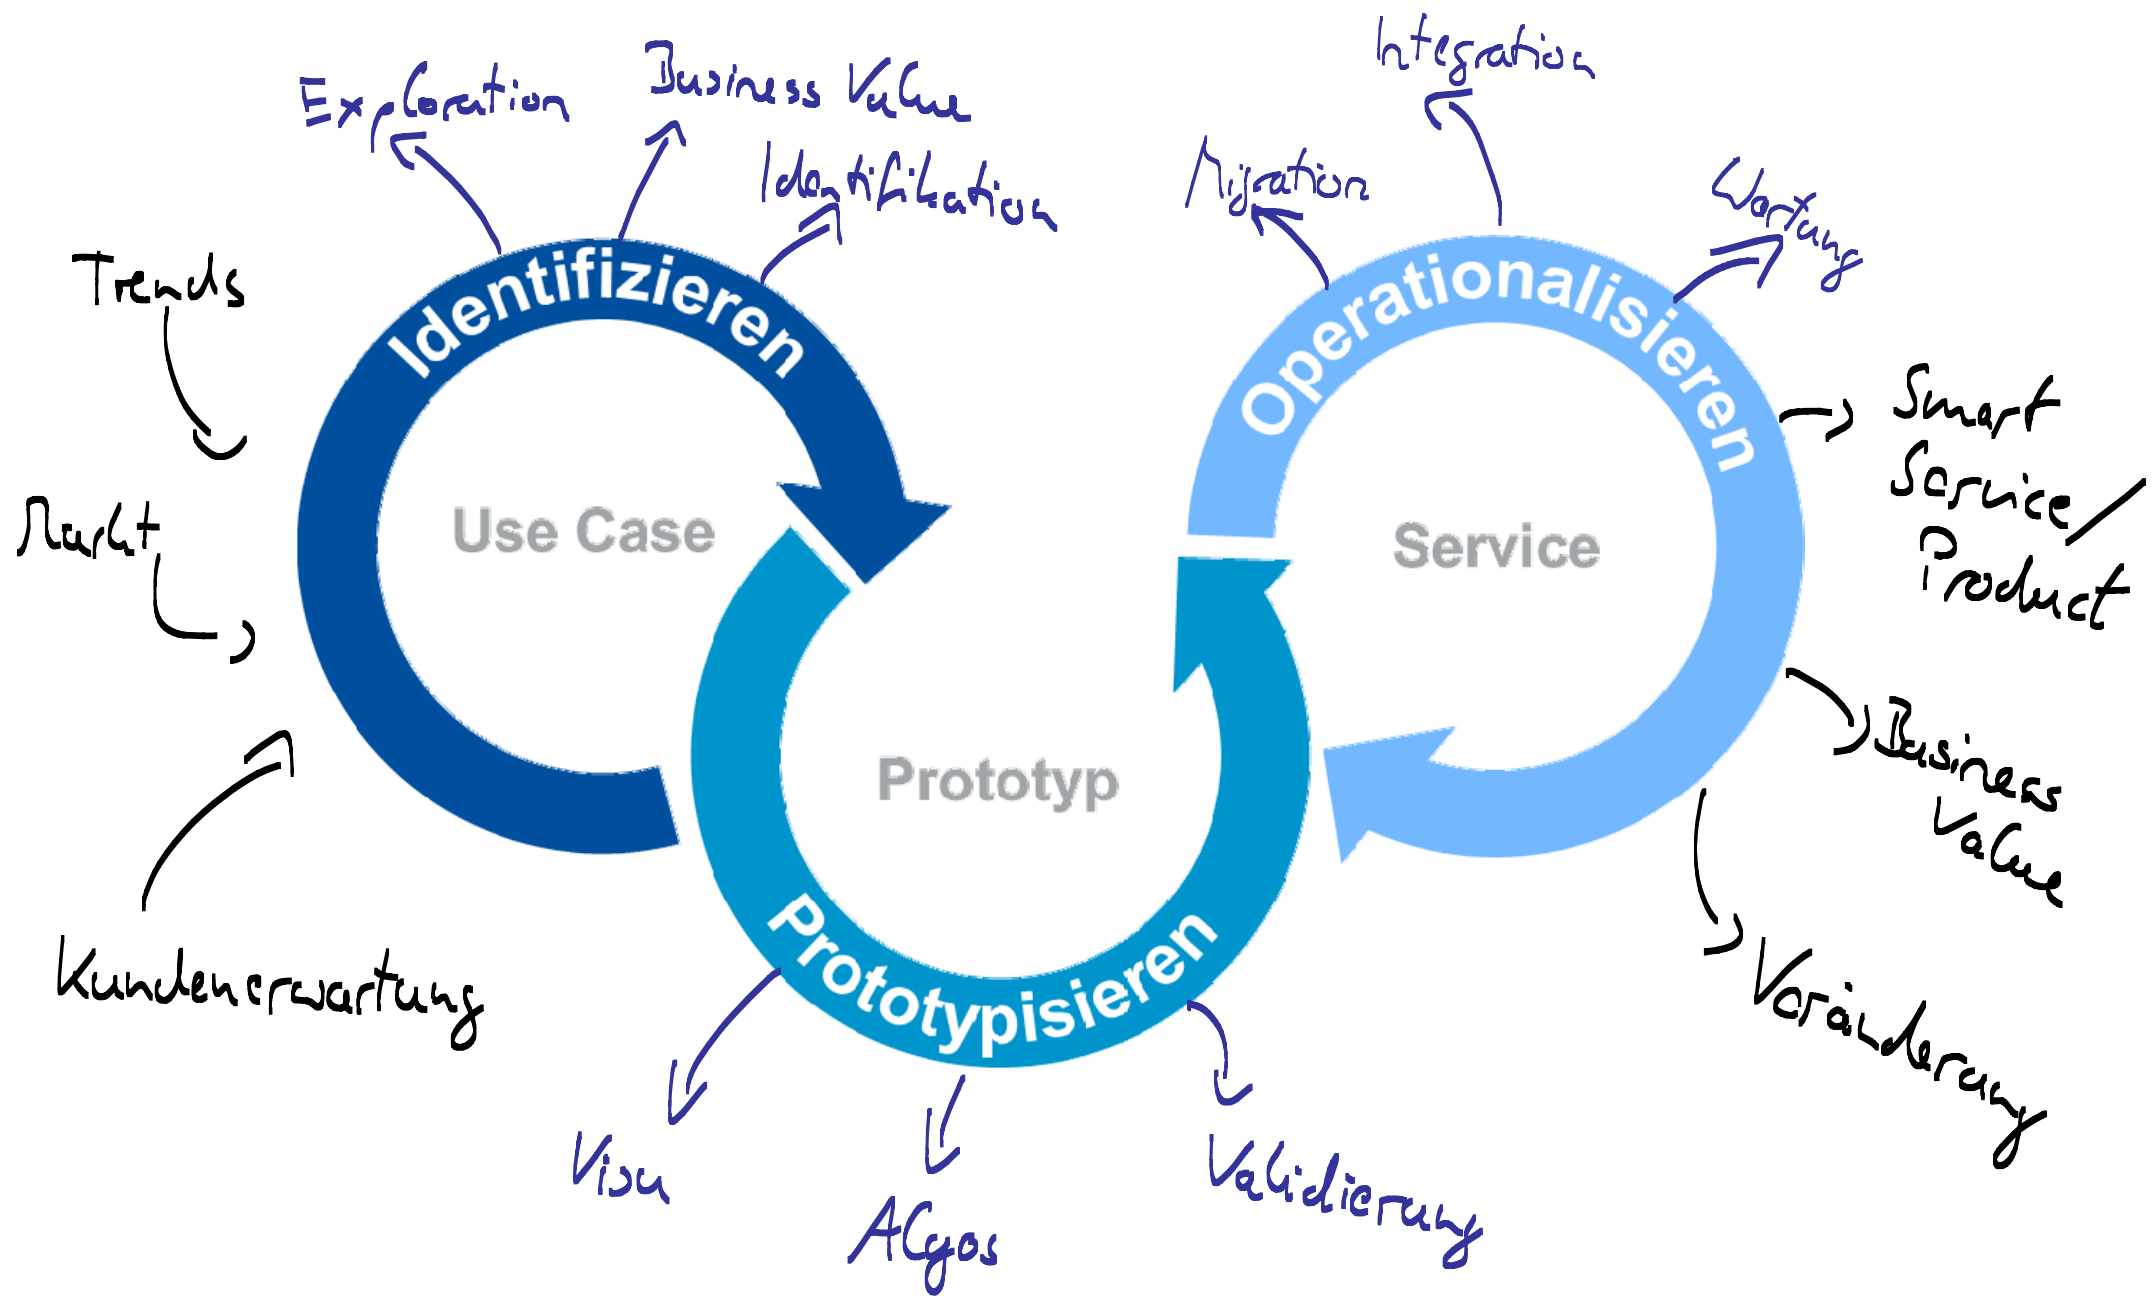 Integration
Exploration
Business Value
Identifikation
Migration
Wartung
Trends
Identifizieren
Operationalisieren
Smart
Service/
Product
Markt
Use Case
Service
Prototyp
Business
Value
Kundenerwartung
Prototypisieren
Veränderung
Visu
Algos
Validierung